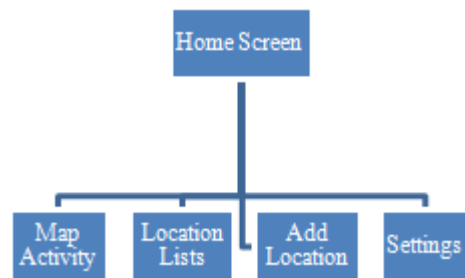 Home Screen
Map
Activity
Location
Lists
Add
Location
Settings